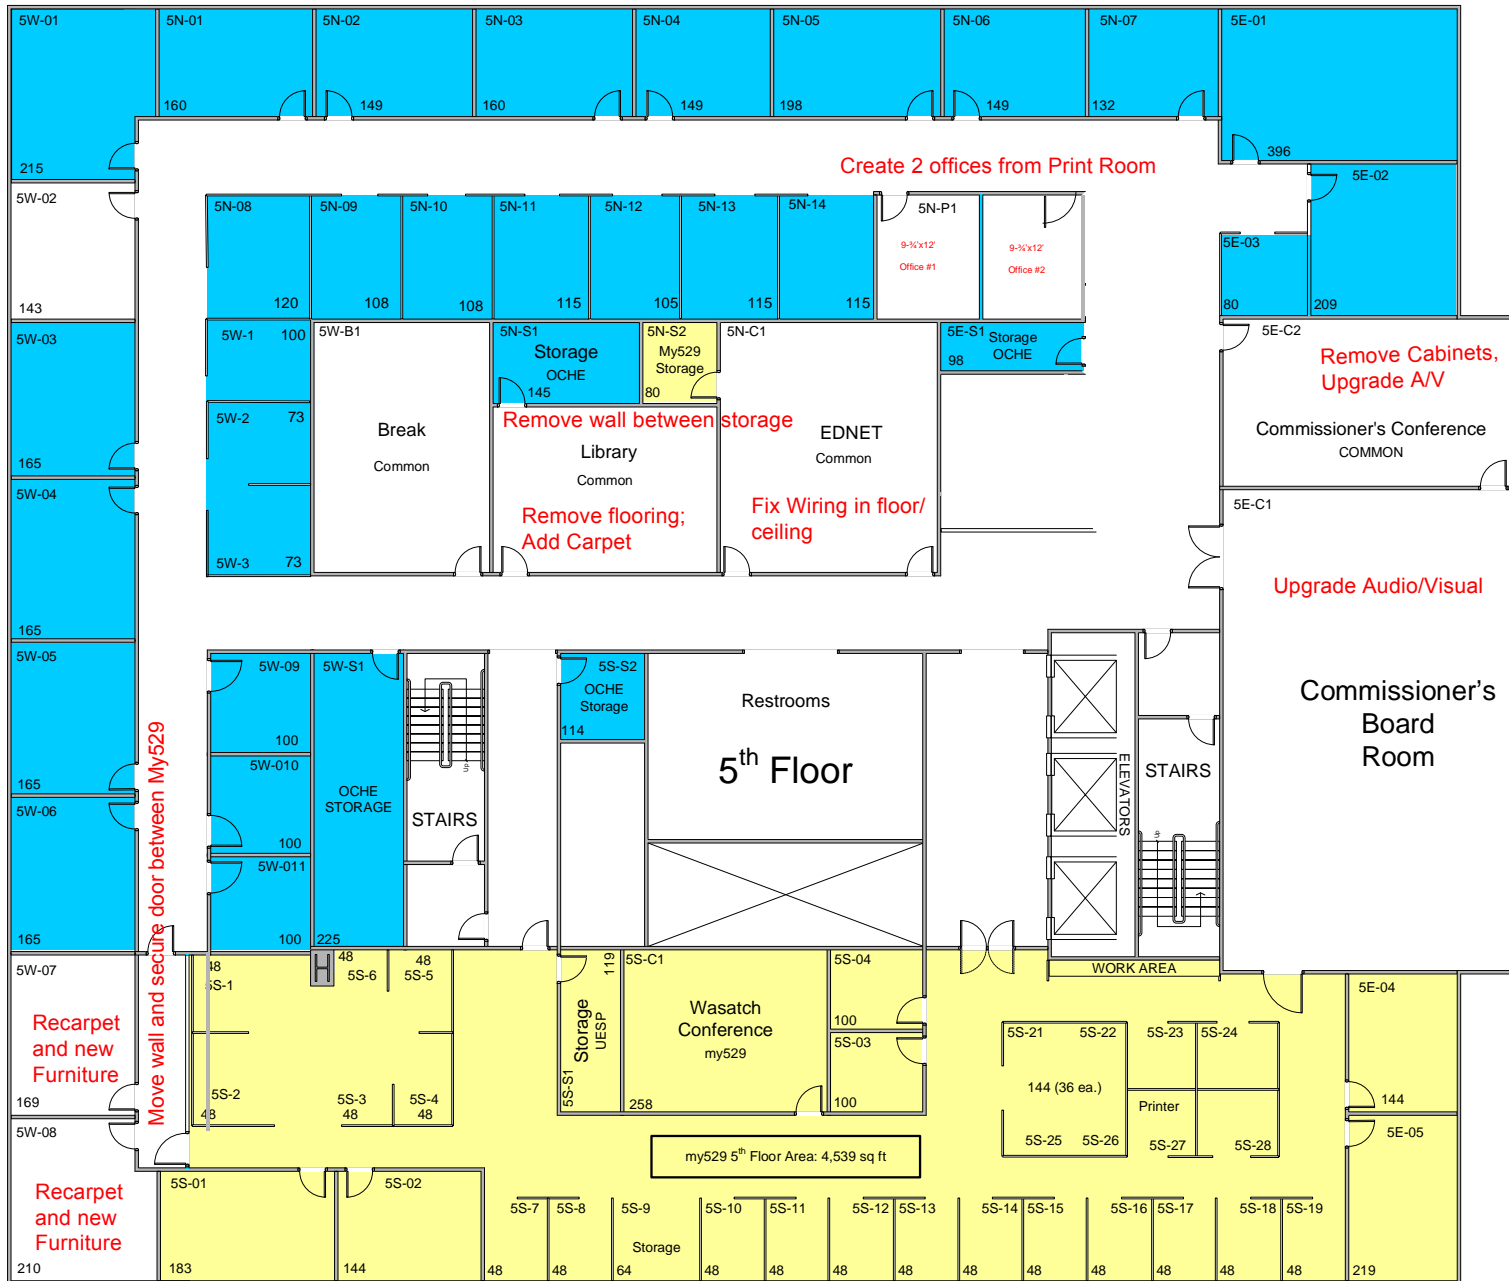 5W-01
5N-01
5N-02
5N-03
5N-04
5N-05
5N-06
5N-07
5E-01
215
160
149
160
149
198
149
132
396
Create 2 offices from Print Room
5W-02
143
5N-08
5N-09
5N-10
5N-11
5N-12
5N-13
5N-14
5N-P1
9-¾'x12'
Office #1
9-¾'x12'
Office #2
120
108
108
115
105
115
115
5E-02
209
5E-03
80
5W-03
165
5W-1
100
5W-2
73
5W-3
73
5W-B1
Break
Common
5N-S1
Storage
OCHE
145
5N-S2
My529
Storage
80
5N-C1
EDNET
Common
5E-S1
Storage
OCHE
98
Remove wall between storage
Library
Common
Remove flooring;
Add Carpet
Fix Wiring in floor/
ceiling
5E-C2
Remove Cabinets,
Upgrade A/V
Commissioner's Conference
COMMON
5W-04
165
5E-C1
Upgrade Audio/Visual
Commissioner's
Board
Room
5W-05
165
5W-06
165
5W-09
100
5W-010
100
5W-011
100
5W-S1
OCHE
STORAGE
225
Up
STAIRS
5S-S2
OCHE
Storage
114
Restrooms
5th Floor
ELEVATORS
STAIRS
Up
Move wall and secure door between My529
5W-07
Recarpet
and new
Furniture
169
5W-08
Recarpet
and new
Furniture
210
48
5S-1
48
5S-6
48
5S-5
5S-2
48
5S-3
48
5S-4
48
119
Storage
UESP
5S-S1
5S-C1
Wasatch
Conference
my529
258
5S-04
100
5S-03
100
WORK AREA
5S-21
5S-22
5S-23
5S-24
144 (36 ea.)
Printer
5S-25
5S-26
5S-27
5S-28
5E-04
144
5E-05
219
my529 5th Floor Area: 4,539 sq ft
5S-01
183
5S-02
144
5S-7
48
5S-8
48
5S-9
Storage
64
5S-10
48
5S-11
48
5S-12
48
5S-13
48
5S-14
48
5S-15
48
5S-16
48
5S-17
48
5S-18
48
5S-19
48